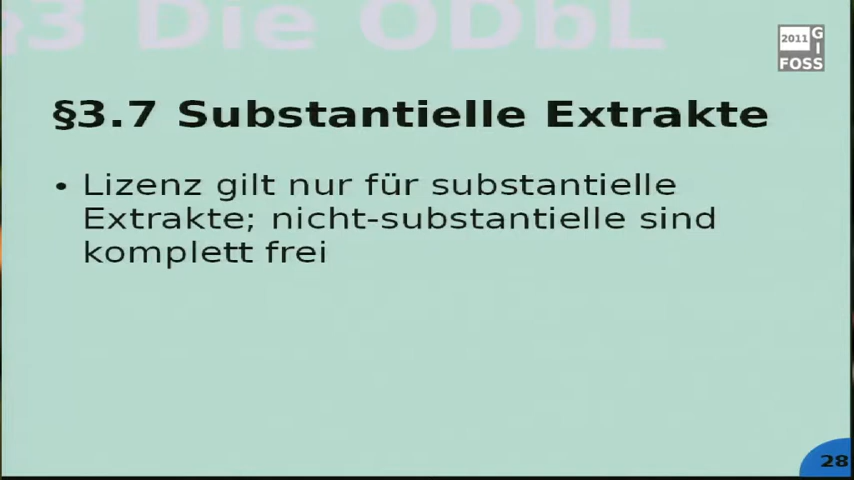 §3 Die ODbL
2011 G
I
FOSS
§3.7 Substantielle Extrakte
• Lizenz gilt nur für substantielle
Extrakte; nicht-substantielle sind
komplett frei
28